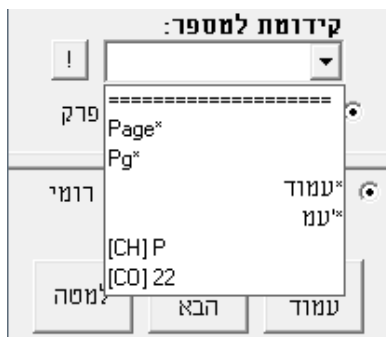 קידומת למספר:
!
====================
פרק
Page*
Pg*
רומי
*עמוד
*'עמ
[CH] P
[CO] 22
עמוד
הבא
למטה